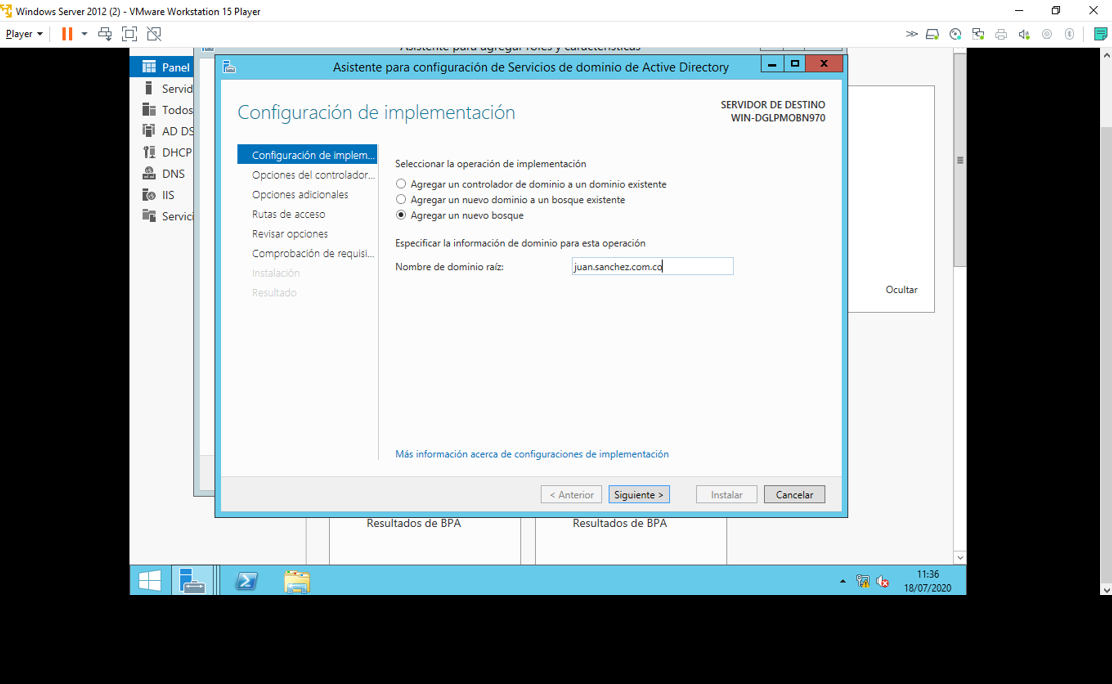 Windows Server 2012 (2) - VMware Workstation 15 Player
Player
Asistente para agregar roles y características
Asistente para configuración de Servicios de dominio de Active Directory
Panel
Servid
Todos
AD DS
DHCP
DNS
IIS
Servici
Configuración de implementación
SERVIDOR DE DESTINO
WIN-DGLPMOBN970
Configuración de implem...
Opciones del controlador...
Opciones adicionales
Rutas de acceso
Revisar opciones
Comprobación de requisi...
Instalación
Resultado
Seleccionar la operación de implementación
Agregar un controlador de dominio a un dominio existente
Agregar un nuevo dominio a un bosque existente
Agregar un nuevo bosque
Especificar la información de dominio para esta operación
Nombre de dominio raíz: juan.sanchez.com.co
Ocultar
Más información acerca de configuraciones de implementación
< Anterior Siguiente > Instalar Cancelar
Resultados de BPA Resultados de BPA
11:36
18/07/2020